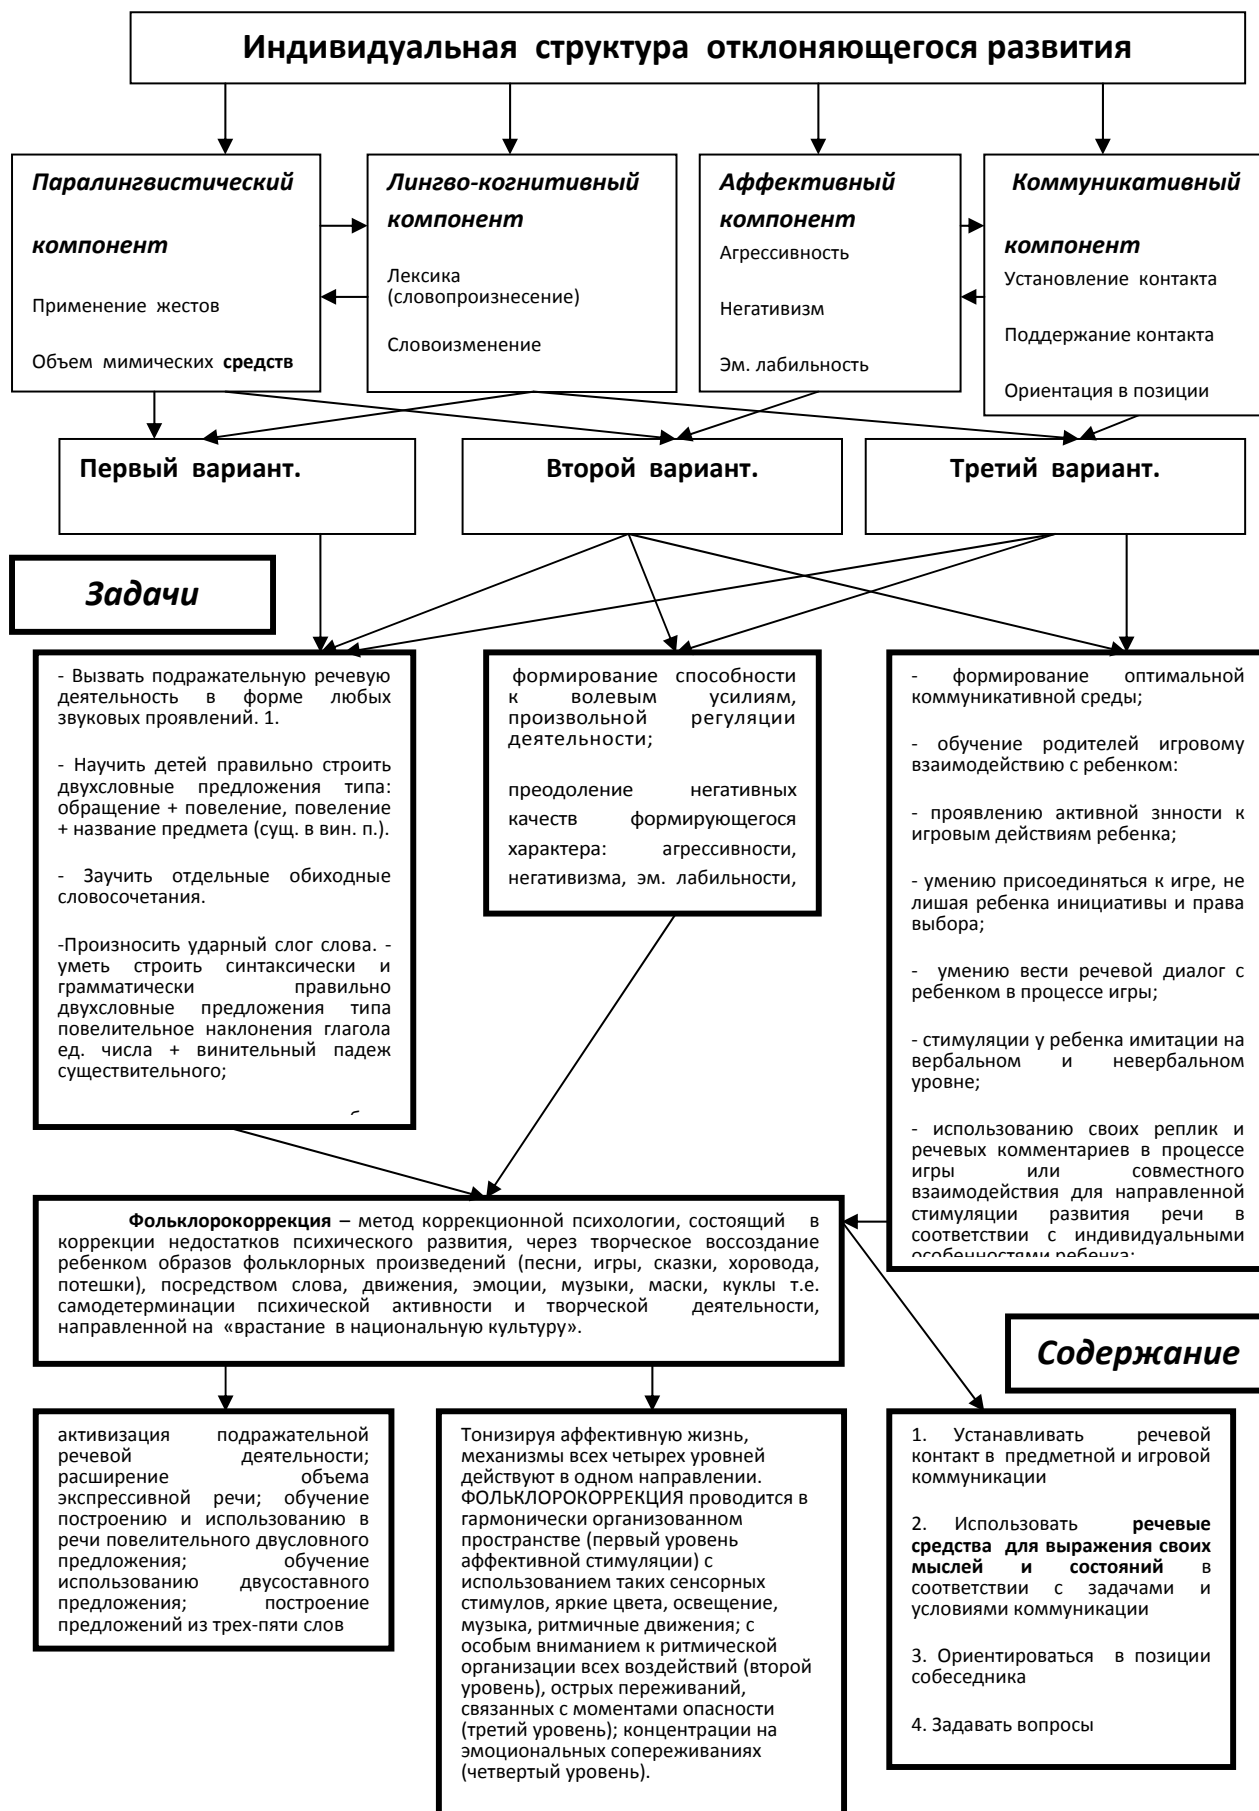 Индивидуальная структура отклоняющегося развития
Паралингвистический
компонент
Применение жестов
Объем мимических средств
Лингво-когнитивный
компонент
Лексика
(словопроизнесение)
Словоизменение
Аффективный
компонент
Агрессивность
Негативизм
Эм. лабильность
Коммуникативный
компонент
Установление контакта
Поддержание контакта
Ориентация в позиции
Первый вариант.
Второй вариант.
Третий вариант.
Задачи
- Вызвать подражательную речевую
деятельность в форме любых
звуковых проявлений. 1.
- Научить детей правильно строить
двухсловные предложения типа:
обращение + повеление, повеление
+ название предмета (сущ. в вин. п.).
- Заучить отдельные обиходные
словосочетания.
-Произносить ударный слог слова. -
уметь строить синтаксически и
грамматически правильно
двухсловные предложения типа
повелительное наклонения глагола
ед. числа + винительный падеж
существительного;
формирование способности
к волевым усилиям,
произвольной регуляции
деятельности;
преодоление негативных
качеств формирующегося
характера: агрессивности,
негативизма, эм. лабильности,
- формирование оптимальной
коммуникативной среды;
- обучение родителей игровому
взаимодействию с ребенком:
- проявлению активной знности к
игровым действиям ребенка;
- умению присоединяться к игре, не
лишая ребенка инициативы и права
выбора;
- умению вести речевой диалог с
ребенком в процессе игры;
- стимуляции у ребенка имитации на
вербальном и невербальном
уровне;
- использованию своих реплик и
речевых комментариев в процессе
игры или совместного
взаимодействия для направленной
стимуляции развития речи в
соответствии с индивидуальными
особенностями ребенка;
Фольклорокоррекция – метод коррекционной психологии, состоящий в
коррекции недостатков психического развития, через творческое воссоздание
ребенком образов фольклорных произведений (песни, игры, сказки, хоровода,
потешки), посредством слова, движения, эмоции, музыки, маски, куклы т.е.
самодетерминации психической активности и творческой деятельности,
направленной на «врастание в национальную культуру».
Содержание
активизация подражательной
речевой деятельности;
расширение объема
экспрессивной речи; обучение
построению и использованию в
речи повелительного двусловного
предложения; обучение
использованию двусоставного
предложения; построение
предложений из трех-пяти слов
Тонизируя аффективную жизнь,
механизмы всех четырех уровней
действуют в одном направлении.
ФОЛЬКЛОРОКОРРЕКЦИЯ проводится в
гармонически организованном
пространстве (первый уровень
аффективной стимуляции) с
использованием таких сенсорных
стимулов, яркие цвета, освещение,
музыка, ритмичные движения; с
особым вниманием к ритмической
организации всех воздействий (второй
уровень), острых переживаний,
связанных с моментами опасности
(третий уровень); концентрации на
эмоциональных сопереживаниях
(четвертый уровень).
1. Устанавливать речевой
контакт в предметной и игровой
коммуникации
2. Использовать речевые
средства для выражения своих
мыслей и состояний в
соответствии с задачами и
условиями коммуникации
3. Ориентироваться в позиции
собеседника
4. Задавать вопросы